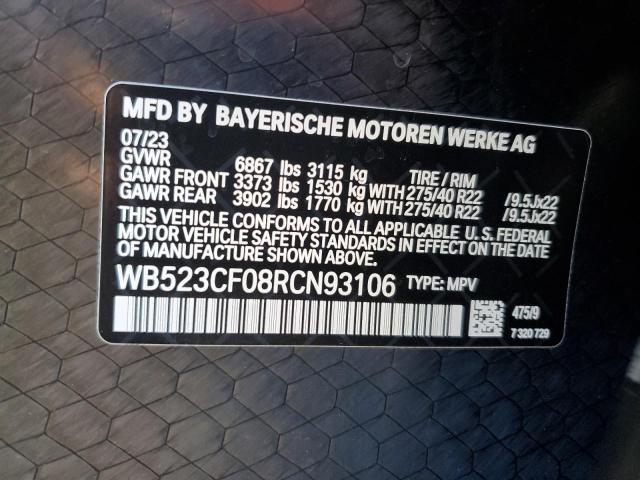 MFD BY BAYERISCHE MOTOREN WERKE AG
07/23
GVWR 6867 lbs 3115 kg TIRE / RIM
GAWR FRONT 3373 lbs 1530 kg WITH 275/40 R22 /9.5Jx22
GAWR REAR 3902 lbs 1770 kg WITH 275/40 R22 /9.5Jx22
THIS VEHICLE CONFORMS TO ALL APPLICABLE U. S. FEDERAL
MOTOR VEHICLE SAFETY STANDARDS IN EFFECT ON THE DATE
OF MANUFACTURE SHOWN ABOVE.
WB523CF08RCN93106 TYPE: MPV
475/9
7 320 729